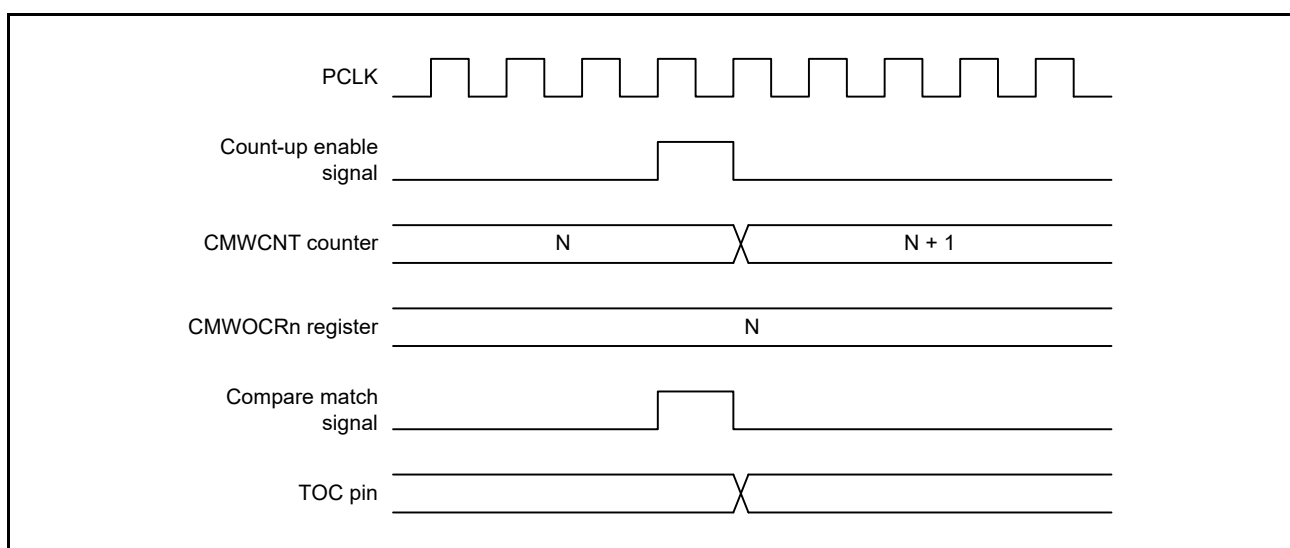 PCLK
Count-up enable
signal
CMWCNT counter
N
N + 1
CMWOCRn register
N
Compare match
signal
TOC pin